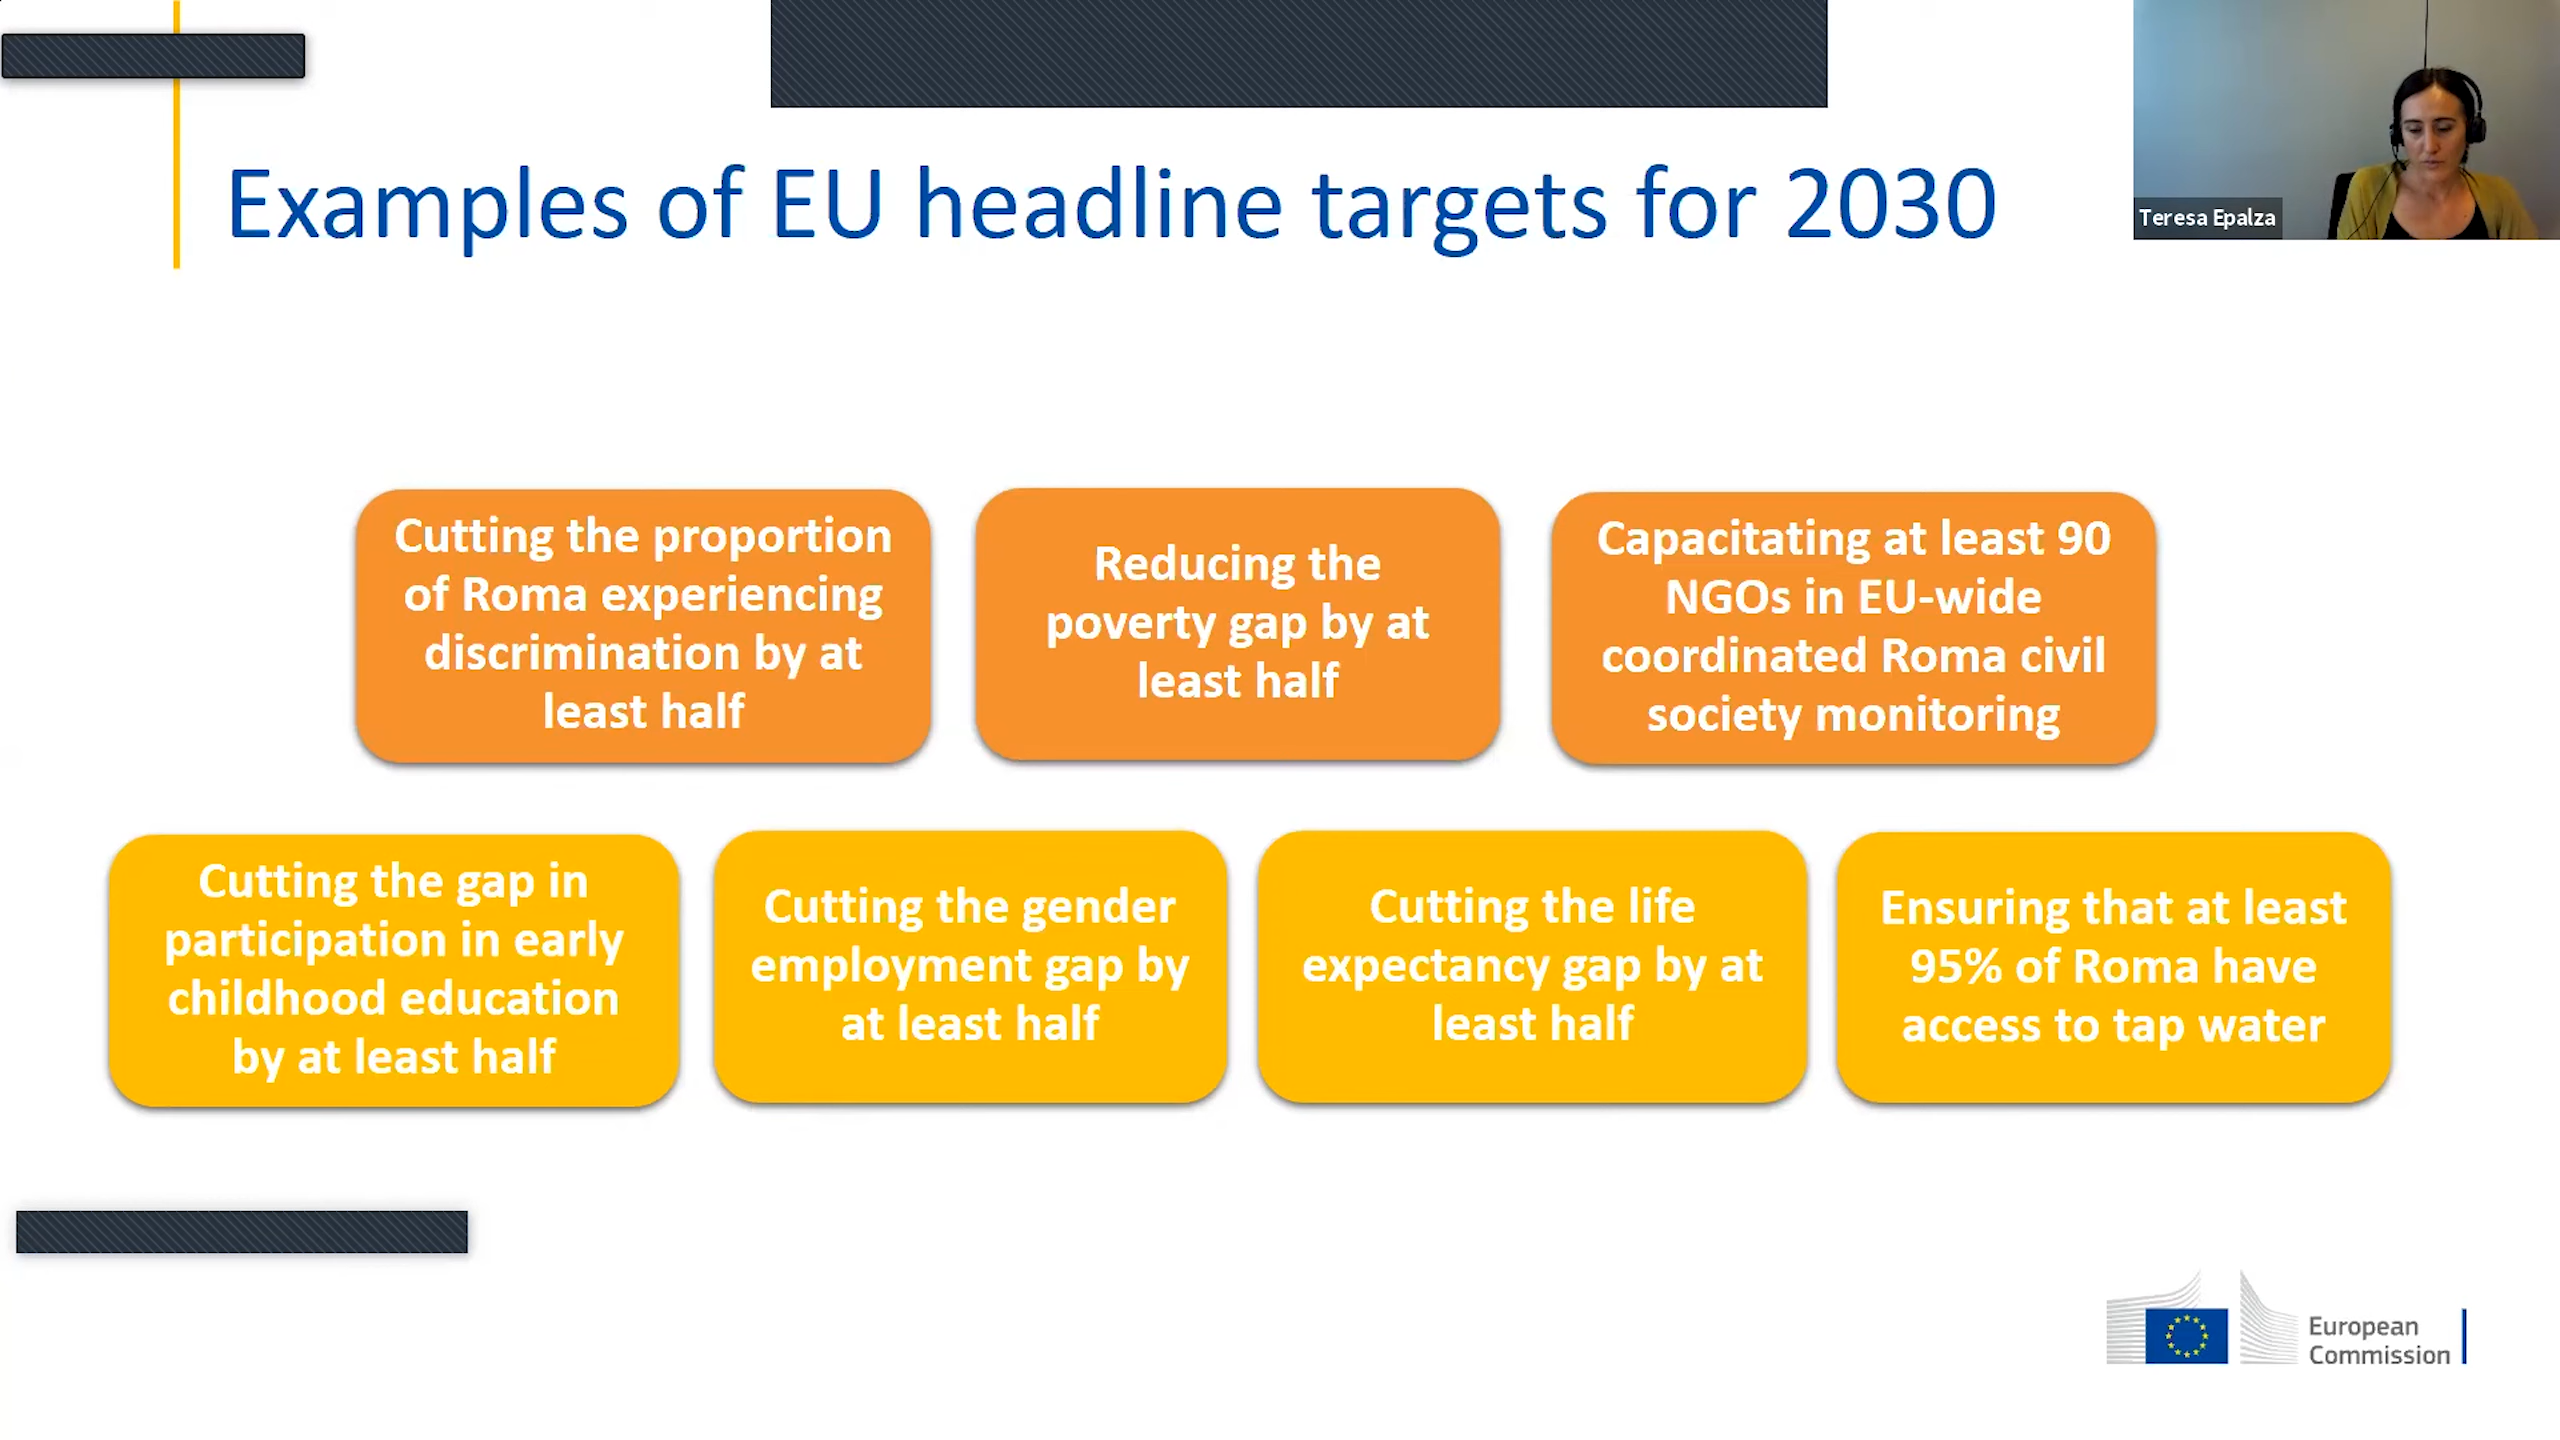 Examples of EU headline targets for 2030
Teresa Epalza
Cutting the proportion
of Roma experiencing
discrimination by at
least half
Reducing the
poverty gap by at
least half
Capacitating at least 90
NGOs in EU-wide
coordinated Roma civil
society monitoring
Cutting the gap in
participation in early
childhood education
by at least half
Cutting the gender
employment gap by
at least half
Cutting the life
expectancy gap by at
least half
Ensuring that at least
95% of Roma have
access to tap water
European
Commission